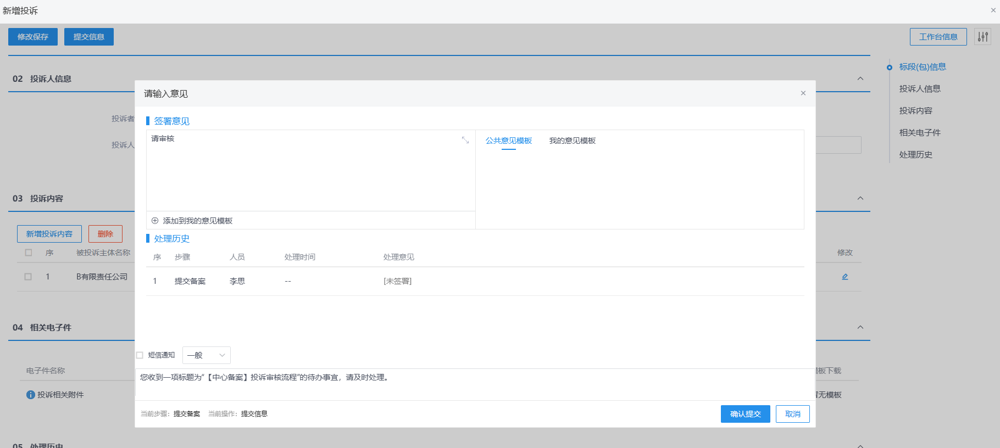 新增投诉
修改保存 提交信息 工作台信息
标段(包)信息
投诉人信息
投诉内容
相关电子件
处理历史
02 投诉人信息
投诉者
投诉人
03 投诉内容
新增投诉内容 删除
序 被投诉主体名称 修改
1 B有限责任公司
04 相关电子件
电子件名称 板下载
投诉相关附件 无模板
05 处理历史
请输入意见
签署意见
请审核
公共意见模板 我的意见模板
添加到我的意见模板
处理历史
序 步骤 人员 处理时间 处理意见
1 提交备案 李思 -- [未签署]
短信通知 一般
您收到一项标题为“【中心备案】投诉审核流程”的待办事宜，请及时处理。
当前步骤：提交备案 当前操作：提交信息
确认提交 取消